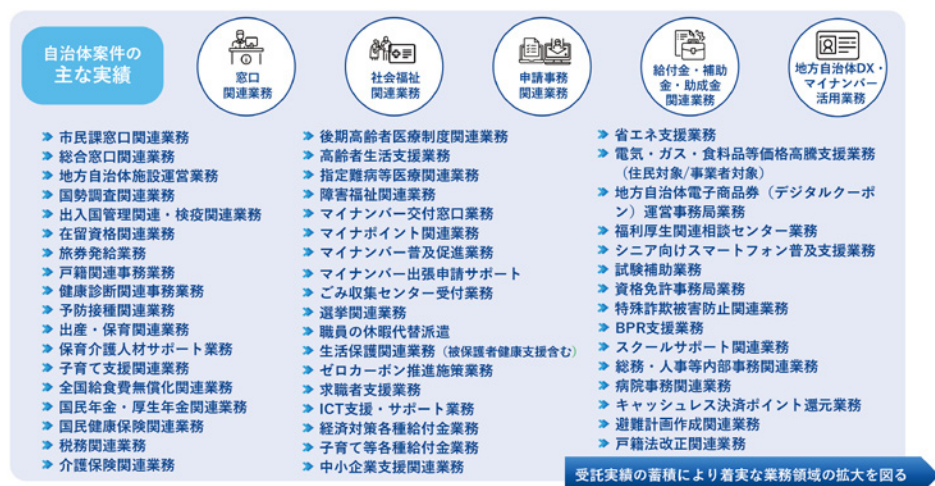 自治体案件の
主な実績
窓口
関連業務
社会福祉
関連業務
申請事務
関連業務
給付金・補助
金・助成金
関連業務
地方自治体DX・
マイナンバー
活用業務
市民課窓口関連業務
総合窓口関連業務
地方自治体施設運営業務
国勢調査関連業務
出入国管理関連・検疫関連業務
在留資格関連業務
旅券発給業務
戸籍関連事務業務
健康診断関連事務業務
予防接種関連業務
出産・保育関連業務
保育介護人材サポート業務
子育て支援関連業務
全国給食費無償化関連業務
国民年金・厚生年金関連業務
国民健康保険関連業務
税務関連業務
介護保険関連業務
後期高齢者医療制度関連業務
高齢者生活支援業務
指定難病等医療関連業務
障害福祉関連業務
マイナンバー交付窓口業務
マイナポイント関連業務
マイナンバー普及促進業務
マイナンバー出張申請サポート
ごみ収集センター受付業務
選挙関連業務
職員の休暇代替派遣
生活保護関連業務（被保護者健康支援含む）
ゼロカーボン推進施策業務
求職者支援業務
ICT支援・サポート業務
経済対策各種給付金業務
子育て等各種給付金業務
中小企業支援関連業務
省エネ支援業務
電気・ガス・食料品等価格高騰支援業務
（住民対象/事業者対象）
地方自治体電子商品券（デジタルクーポ
ン）運営事務局業務
福利厚生関連相談センター業務
シニア向けスマートフォン普及支援業務
試験補助業務
資格免許事務局業務
特殊詐欺被害防止関連業務
BPR支援業務
スクールサポート関連業務
総務・人事等内部事務関連業務
病院事務関連業務
キャッシュレス決済ポイント還元業務
避難計画作成関連業務
戸籍法改正関連業務
受託実績の蓄積により着実な業務領域の拡大を図る